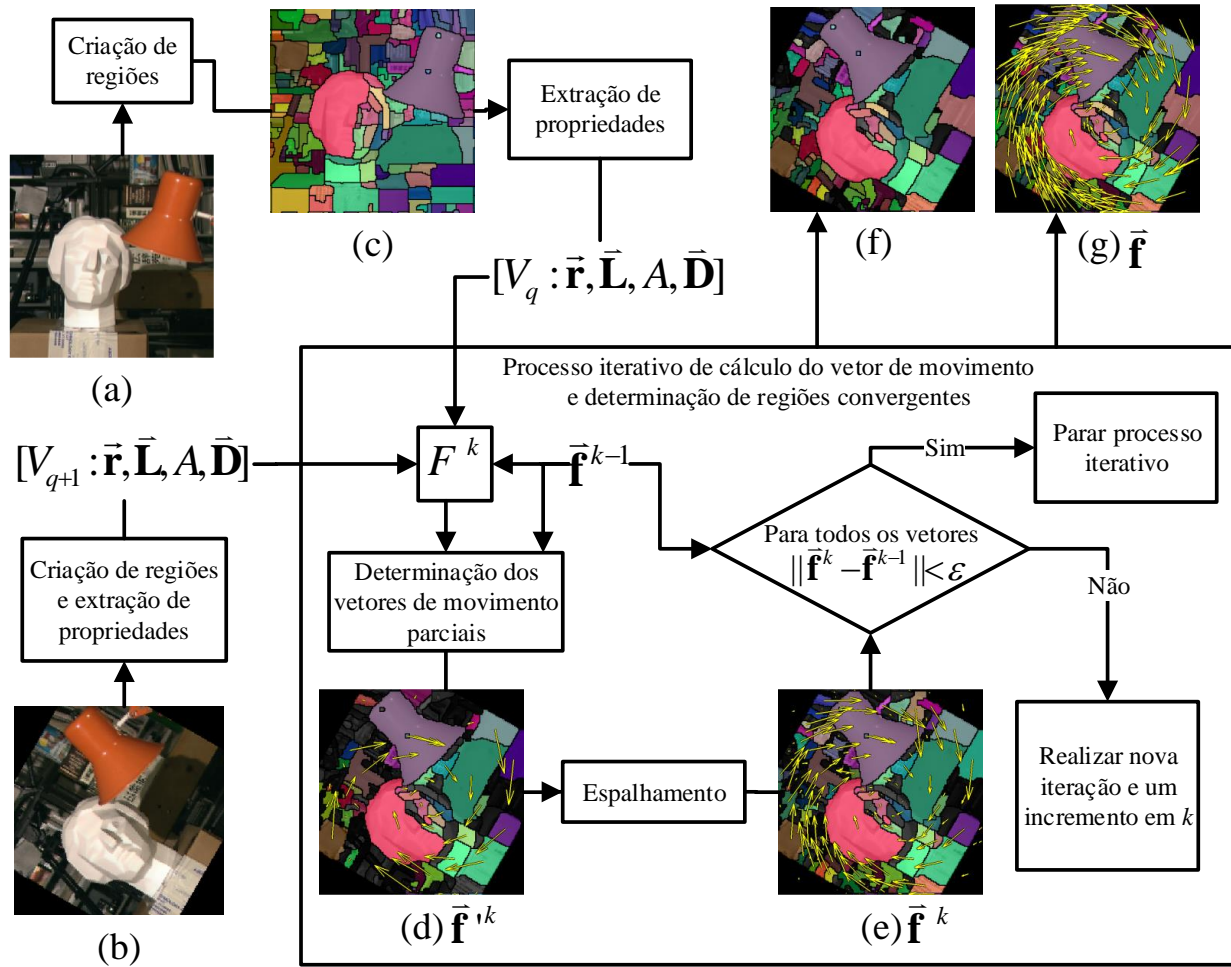 Criação de
regiões
Extração de
propriedades
(a)
(c)
(f)
(g) f⃗
[V_q : r⃗, L⃗, A, D⃗]
Processo iterativo de cálculo do vetor de movimento
e determinação de regiões convergentes
[V_{q+1} : r⃗, L⃗, A, D⃗]
F^k
f⃗^{k−1}
Sim
Parar processo
iterativo
Para todos os vetores
|| f⃗^k − f⃗^{k−1} || < ε
Não
Criação de regiões
e extração de
propriedades
Determinação dos
vetores de movimento
parciais
Espalhamento
Realizar nova
iteração e um
incremento em k
(b)
(d) f⃗'^k
(e) f⃗^k